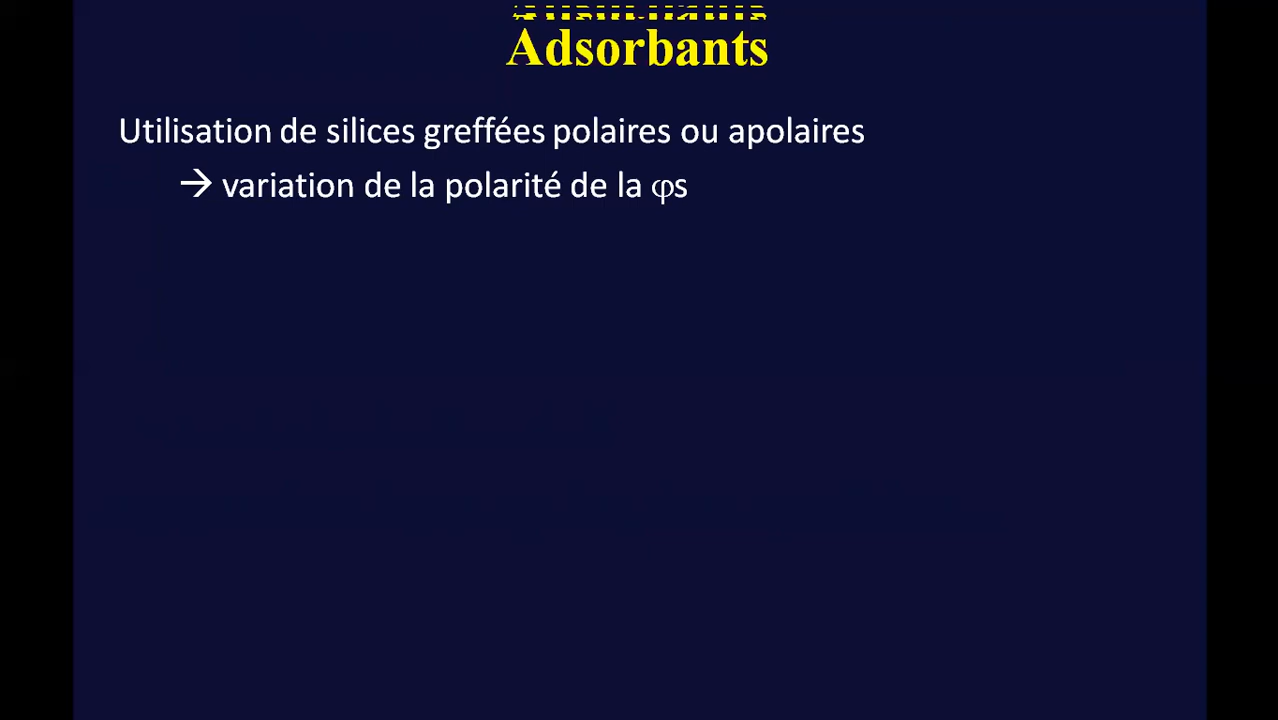 Adsorbants
Utilisation de silices greffées polaires ou apolaires
→ variation de la polarité de la φs